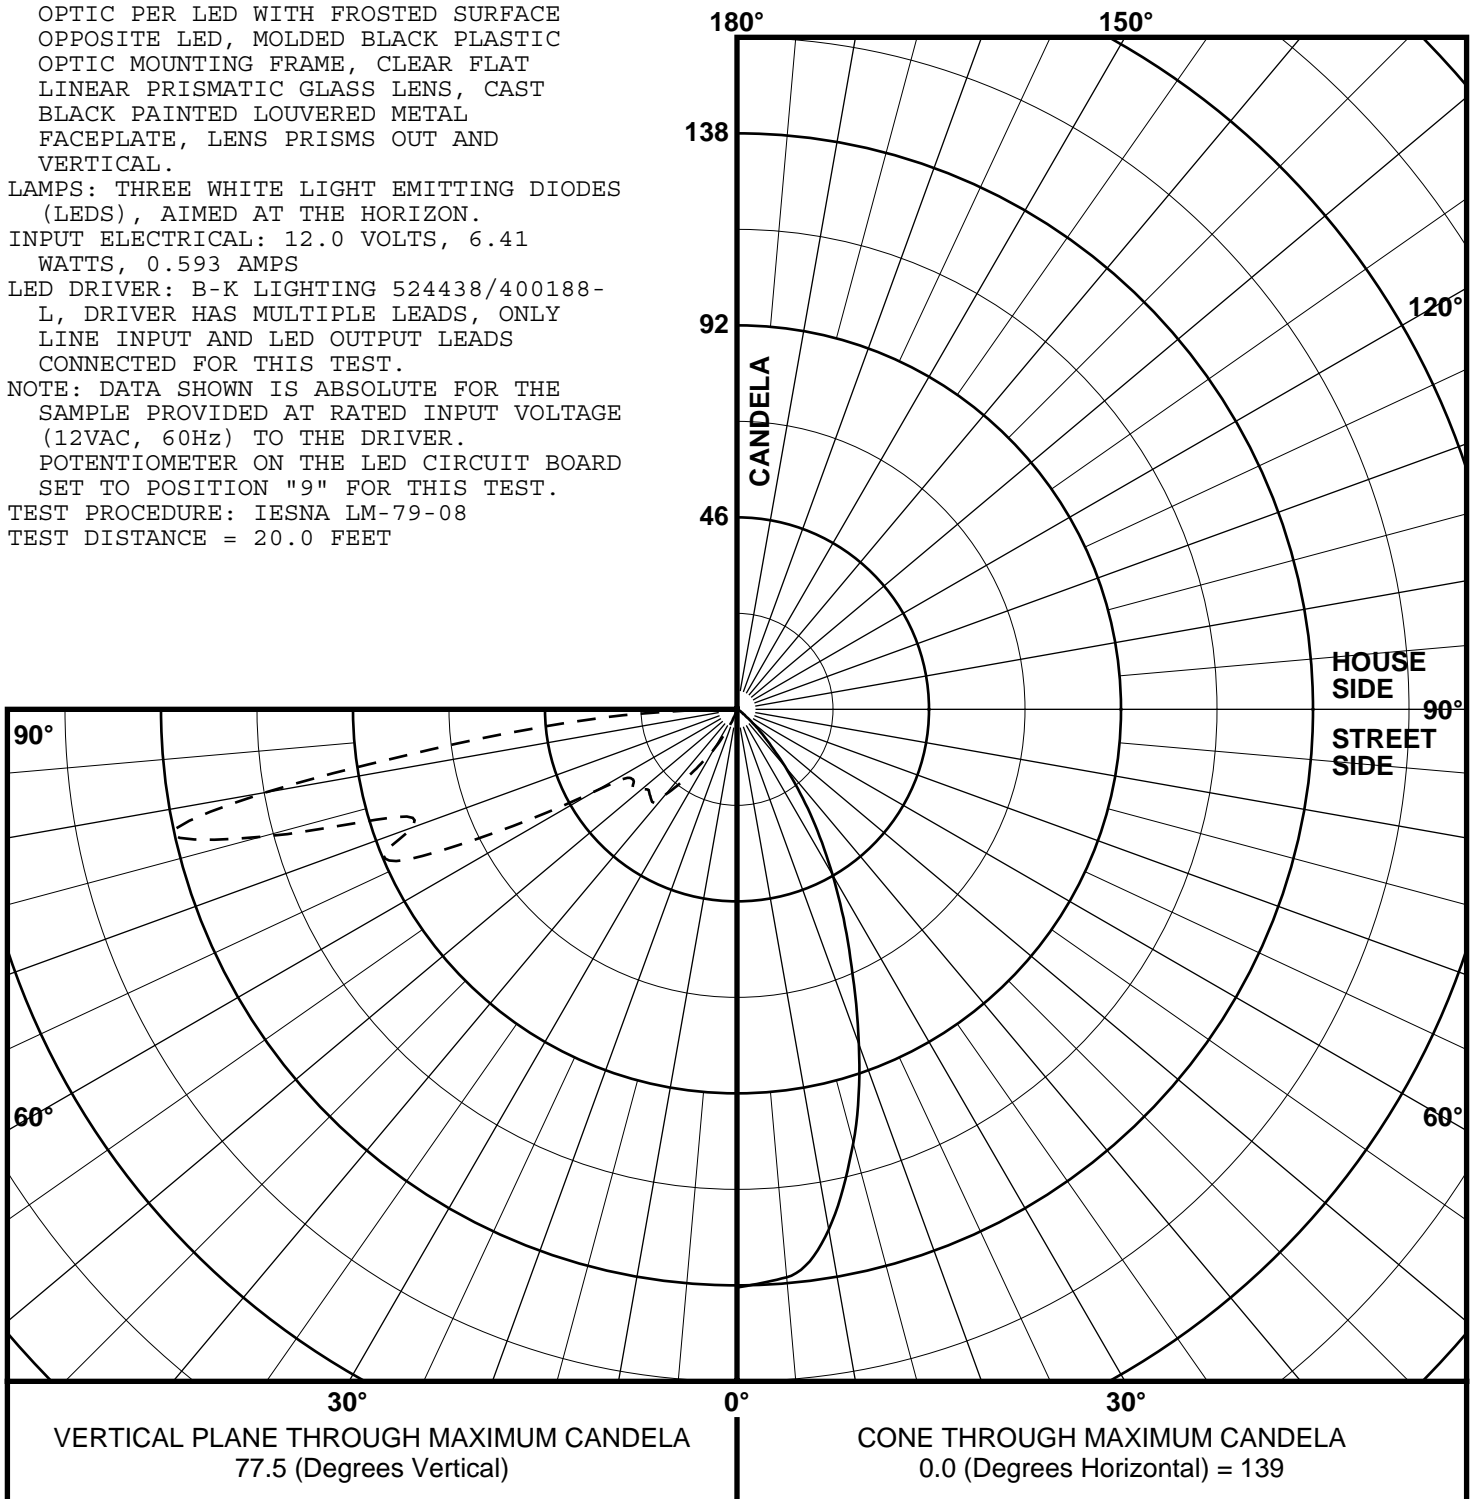 OPTIC PER LED WITH FROSTED SURFACE
OPPOSITE LED, MOLDED BLACK PLASTIC
OPTIC MOUNTING FRAME, CLEAR FLAT
LINEAR PRISMATIC GLASS LENS, CAST
BLACK PAINTED LOUVERED METAL
FACEPLATE, LENS PRISMS OUT AND
VERTICAL.
LAMPS: THREE WHITE LIGHT EMITTING DIODES
(LEDS), AIMED AT THE HORIZON.
INPUT ELECTRICAL: 12.0 VOLTS, 6.41
WATTS, 0.593 AMPS
LED DRIVER: B-K LIGHTING 524438/400188-
L, DRIVER HAS MULTIPLE LEADS, ONLY
LINE INPUT AND LED OUTPUT LEADS
CONNECTED FOR THIS TEST.
NOTE: DATA SHOWN IS ABSOLUTE FOR THE
SAMPLE PROVIDED AT RATED INPUT VOLTAGE
(12VAC, 60Hz) TO THE DRIVER.
POTENTIOMETER ON THE LED CIRCUIT BOARD
SET TO POSITION "9" FOR THIS TEST.
TEST PROCEDURE: IESNA LM-79-08
TEST DISTANCE = 20.0 FEET
180°
150°
138
92
120°
CANDELA
46
HOUSE
SIDE
90°
90°
STREET
SIDE
60°
60°
30°
0°
30°
VERTICAL PLANE THROUGH MAXIMUM CANDELA
77.5 (Degrees Vertical)
CONE THROUGH MAXIMUM CANDELA
0.0 (Degrees Horizontal) = 139